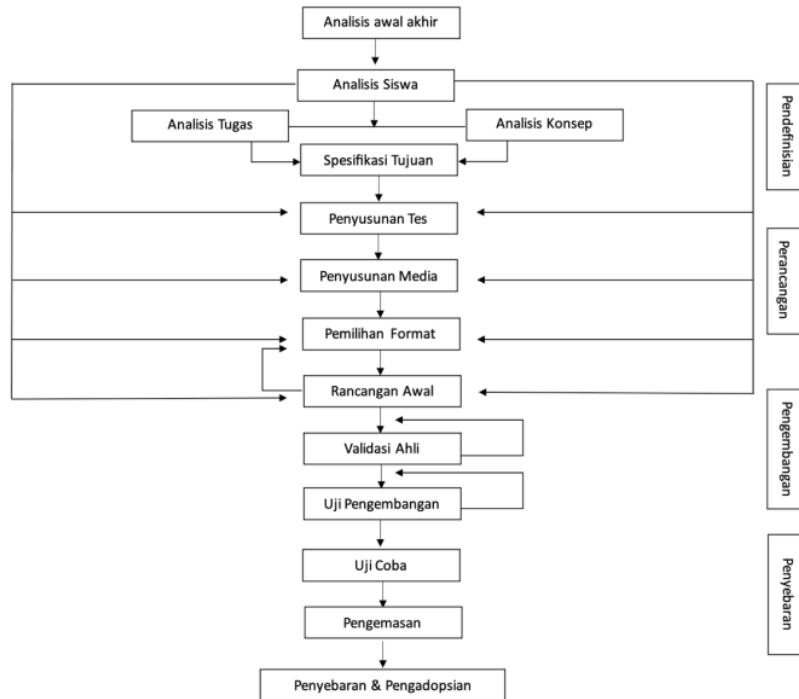 Analisis awal akhir
Analisis Siswa
Analisis Tugas
Analisis Konsep
Spesifikasi Tujuan
Penyusunan Tes
Penyusunan Media
Pemilihan Format
Rancangan Awal
Validasi Ahli
Uji Pengembangan
Uji Coba
Pengemasan
Penyebaran & Pengadopsian
Pendefinisian
Perancangan
Pengembangan
Penyebaran